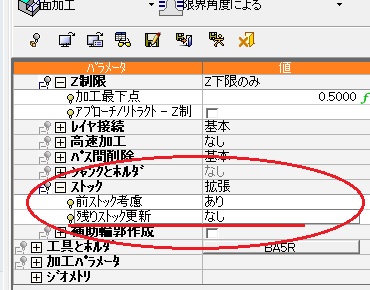 面加工 限界角度による
パラメータ 値
Z制限 Z下限のみ
加工最下点 0.5000 f
アプローチ/リトラクト - Z制
レイヤ接続 基本
高速加工 なし
パス間削除 基本
シャンクとホルダ なし
ストック 拡張
前ストック考慮 あり
残りストック更新 なし
補助輪郭作成
工具とホルダ BA5R
加工パラメータ
ジオメトリ